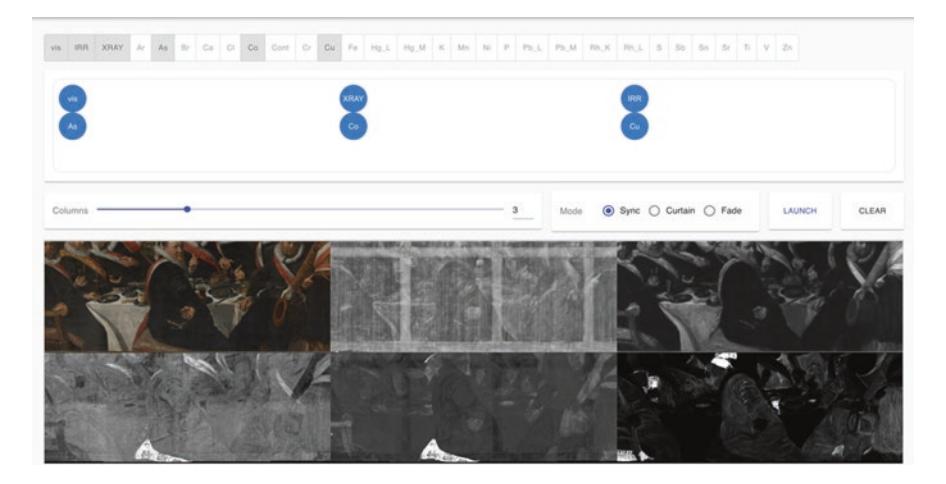 vis IRR XRAY Ar As Br Ca Cl Co Cont Cr Cu Fe Hg_L Hg_M K Mn Ni P Pb_L Pb_M Rh_K Rh_L S Sb Sn Sr Ti V Zn
vis XRAY IRR
As Co Cu
Columns 3 Mode Sync Curtain Fade LAUNCH CLEAR